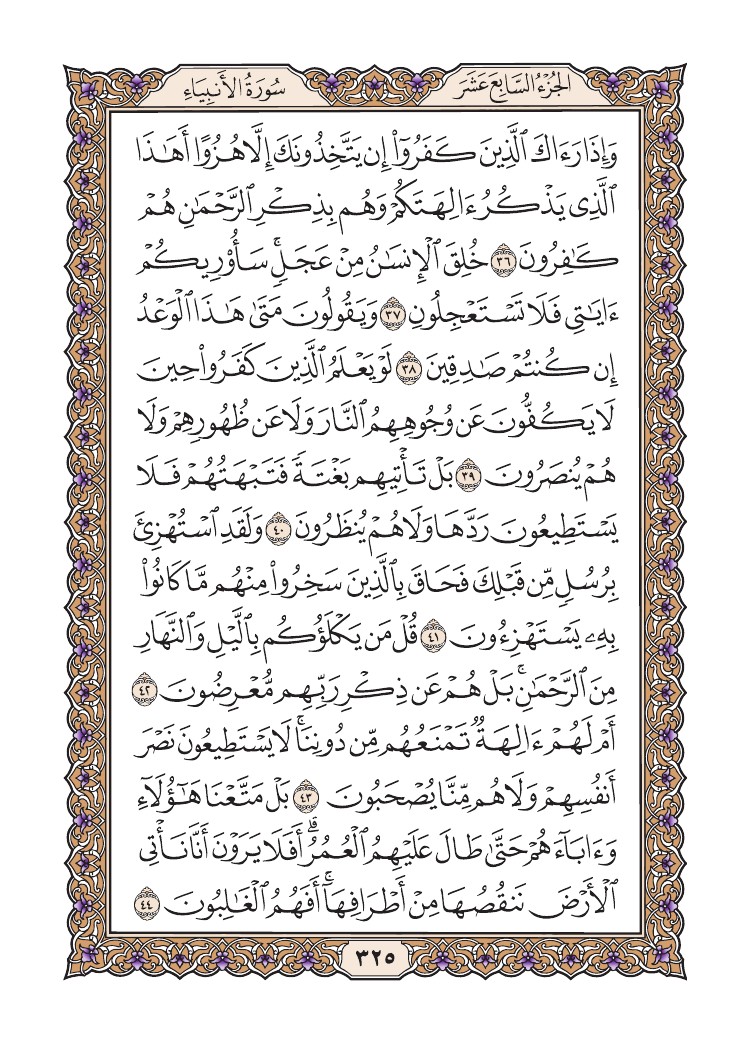 الجُزْءُ السَّابِعَ عَشَرَ
سُورَةُ الأَنبِيَاءِ
وَإِذَا رَءَاكَ ٱلَّذِينَ كَفَرُوٓاْ إِن يَتَّخِذُونَكَ إِلَّا هُزُوًا أَهَٰذَا
ٱلَّذِى يَذۡكُرُ ءَالِهَتَكُمۡ وَهُم بِذِكۡرِ ٱلرَّحۡمَٰنِ هُمۡ
كَٰفِرُونَ ٣٦ خُلِقَ ٱلۡإِنسَٰنُ مِنۡ عَجَلٖۚ سَأُوْرِيكُمۡ
ءَايَٰتِى فَلَا تَسۡتَعۡجِلُونِ ٣٧ وَيَقُولُونَ مَتَىٰ هَٰذَا ٱلۡوَعۡدُ
إِن كُنتُمۡ صَٰدِقِينَ ٣٨ لَوۡ يَعۡلَمُ ٱلَّذِينَ كَفَرُواْ حِينَ
لَا يَكُفُّونَ عَن وُجُوهِهِمُ ٱلنَّارَ وَلَا عَن ظُهُورِهِمۡ وَلَا
هُمۡ يُنصَرُونَ ٣٩ بَلۡ تَأۡتِيهِم بَغۡتَةٗ فَتَبۡهَتُهُمۡ فَلَا
يَسۡتَطِيعُونَ رَدَّهَا وَلَا هُمۡ يُنظَرُونَ ٤٠ وَلَقَدِ ٱسۡتُهۡزِئَ
بِرُسُلٖ مِّن قَبۡلِكَ فَحَاقَ بِٱلَّذِينَ سَخِرُواْ مِنۡهُم مَّا كَانُواْ
بِهِۦ يَسۡتَهۡزِءُونَ ٤١ قُلۡ مَن يَكۡلَؤُكُم بِٱلَّيۡلِ وَٱلنَّهَارِ
مِنَ ٱلرَّحۡمَٰنِۚ بَلۡ هُمۡ عَن ذِكۡرِ رَبِّهِم مُّعۡرِضُونَ ٤٢
أَمۡ لَهُمۡ ءَالِهَةٞ تَمۡنَعُهُم مِّن دُونِنَاۚ لَا يَسۡتَطِيعُونَ نَصۡرَ
أَنفُسِهِمۡ وَلَا هُم مِّنَّا يُصۡحَبُونَ ٤٣ بَلۡ مَتَّعۡنَا هَٰٓؤُلَآءِ
وَءَابَآءَهُمۡ حَتَّىٰ طَالَ عَلَيۡهِمُ ٱلۡعُمُرُۗ أَفَلَا يَرَوۡنَ أَنَّا نَأۡتِى
ٱلۡأَرۡضَ نَنقُصُهَا مِنۡ أَطۡرَافِهَآۚ أَفَهُمُ ٱلۡغَٰلِبُونَ ٤٤
٣٢٥